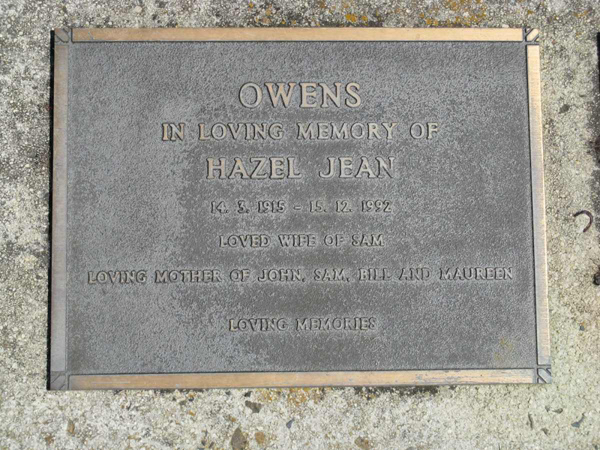 OWENS
IN LOVING MEMORY OF
HAZEL JEAN
14. 3. 1915 - 15. 12. 1992
LOVED WIFE OF SAM
LOVING MOTHER OF JOHN, SAM, BILL AND MAUREEN
LOVING MEMORIES